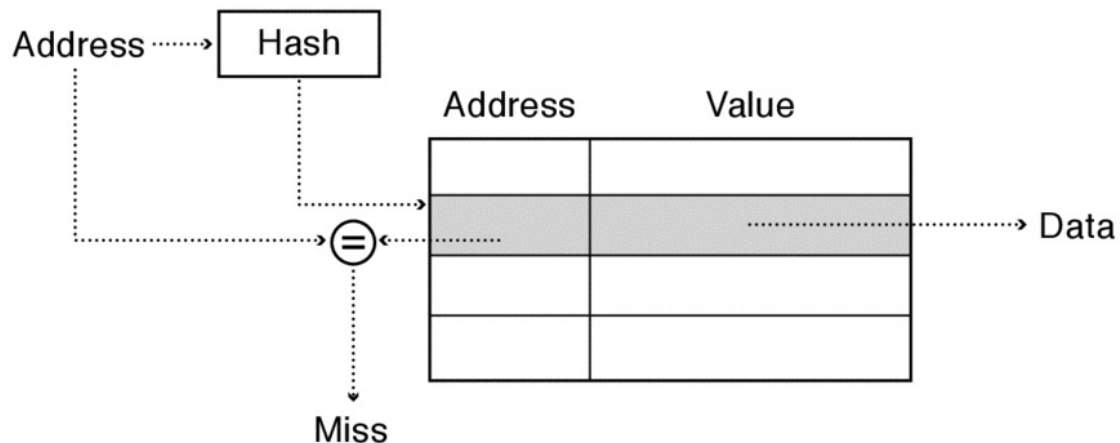 Address
Hash
Address
Value
=
Data
Miss